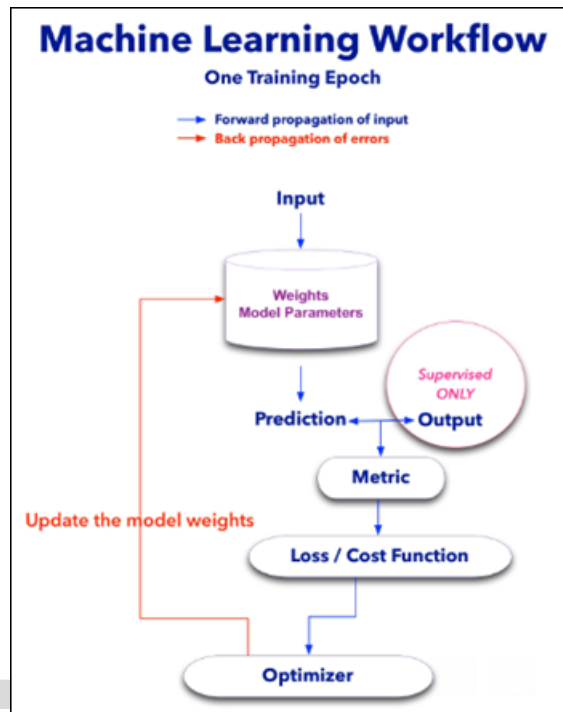 Machine Learning Workflow
One Training Epoch
Forward propagation of input
Back propagation of errors
Input
Weights
Model Parameters
Supervised
ONLY
Prediction
Output
Metric
Update the model weights
Loss / Cost Function
Optimizer